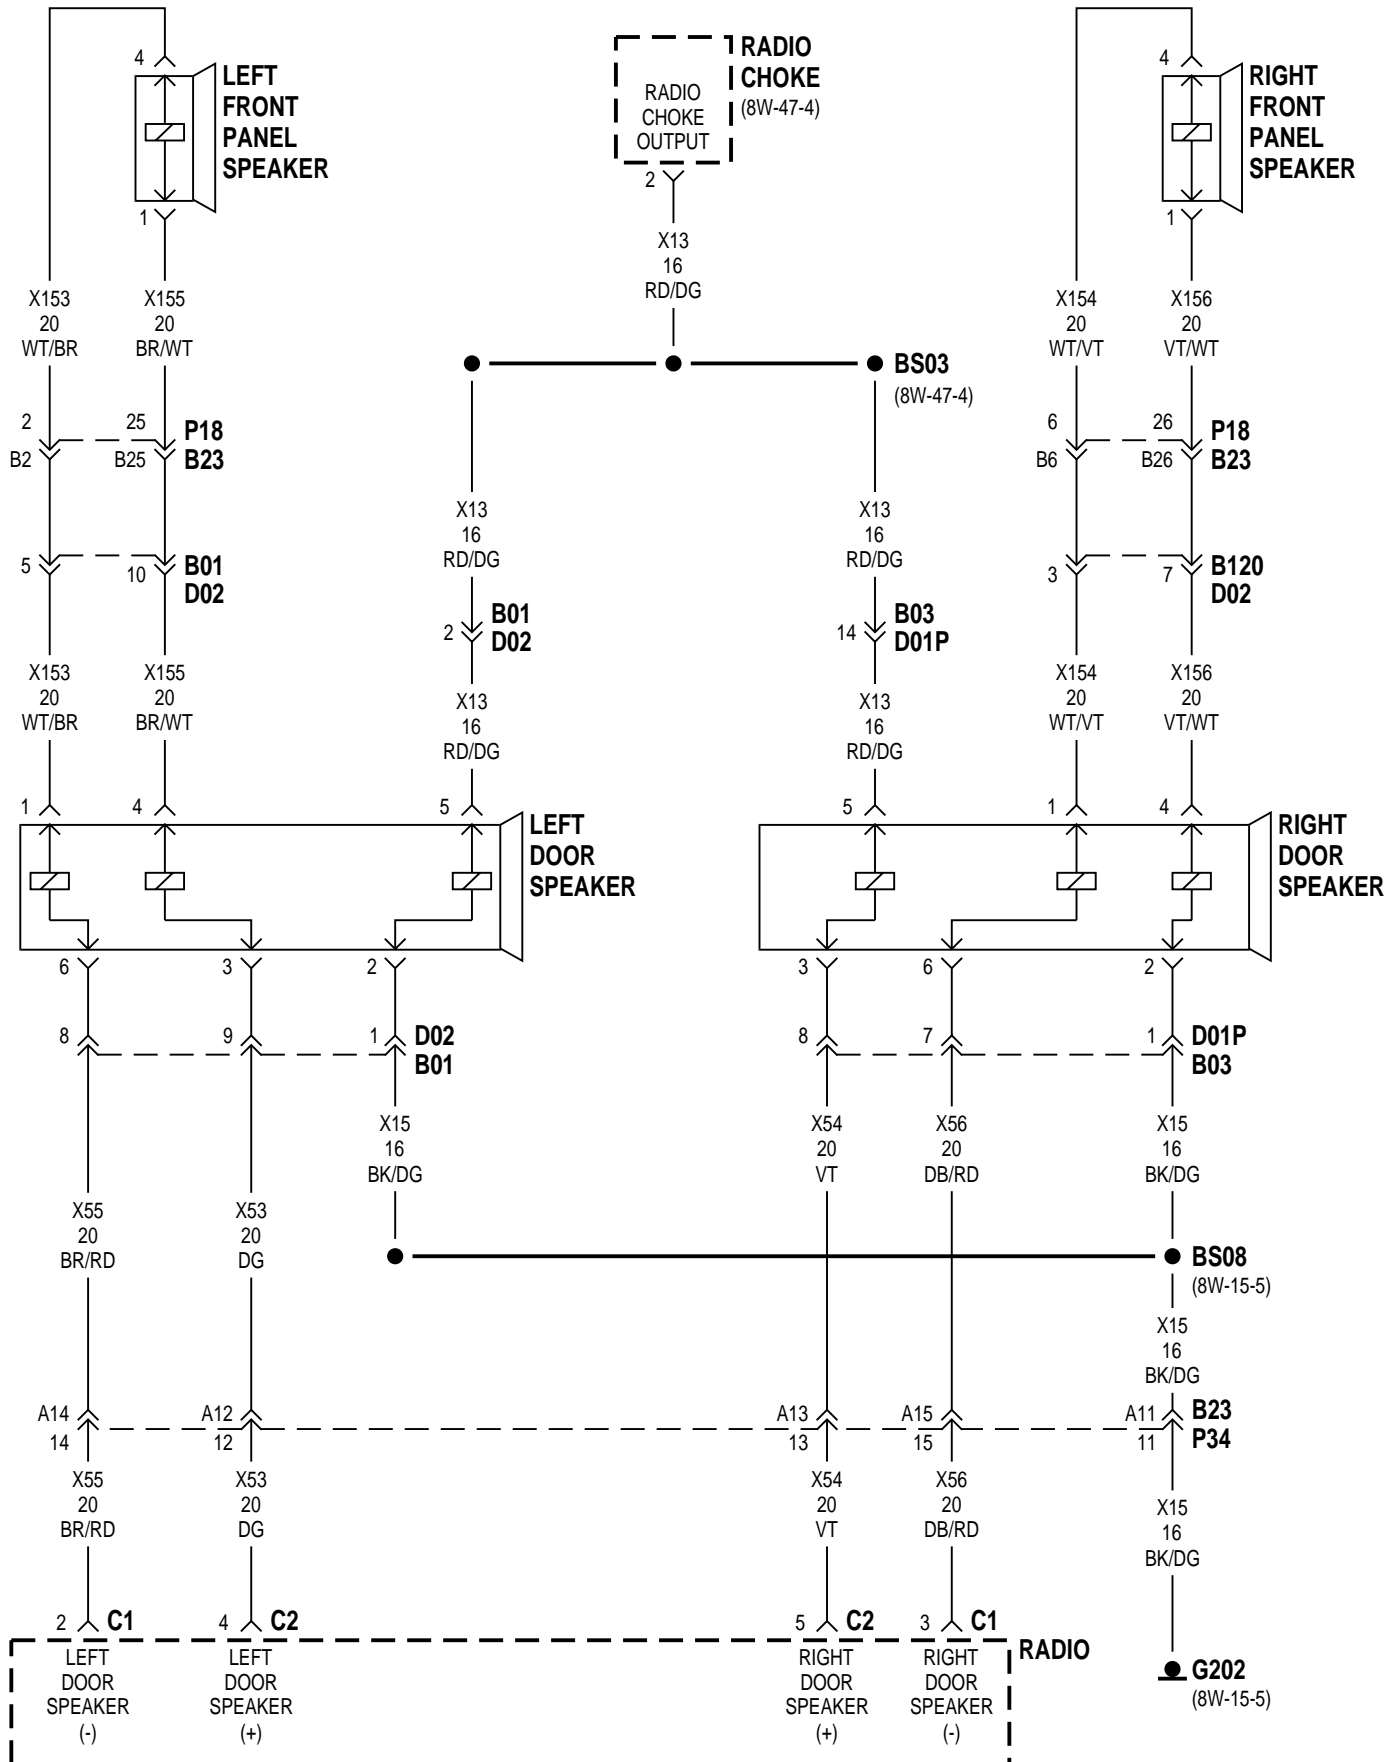 4
LEFT
FRONT
PANEL
SPEAKER
1
RADIO
CHOKE
OUTPUT
RADIO
CHOKE
(8W-47-4)
2
4
RIGHT
FRONT
PANEL
SPEAKER
1
X153
20
WT/BR
X155
20
BR/WT
X13
16
RD/DG
X154
20
WT/VT
X156
20
VT/WT
BS03
(8W-47-4)
2
25
P18
B2
B25
B23
6
26
P18
B6
B26
B23
5
10
B01
D02
X13
16
RD/DG
X13
16
RD/DG
3
7
B120
D02
2
B01
D02
14
B03
D01P
X153
20
WT/BR
X155
20
BR/WT
X13
16
RD/DG
X13
16
RD/DG
X154
20
WT/VT
X156
20
VT/WT
1
4
5
LEFT
DOOR
SPEAKER
5
1
4
RIGHT
DOOR
SPEAKER
6
3
2
3
6
2
8
9
1
D02
B01
8
7
1
D01P
B03
X15
16
BK/DG
X54
20
VT
X56
20
DB/RD
X15
16
BK/DG
X55
20
BR/RD
X53
20
DG
BS08
(8W-15-5)
X15
16
BK/DG
A14
A12
A13
A15
A11
B23
14
12
13
15
11
P34
X55
20
BR/RD
X53
20
DG
X54
20
VT
X56
20
DB/RD
X15
16
BK/DG
2
C1
4
C2
5
C2
3
C1
RADIO
LEFT
DOOR
SPEAKER
(-)
LEFT
DOOR
SPEAKER
(+)
RIGHT
DOOR
SPEAKER
(+)
RIGHT
DOOR
SPEAKER
(-)
G202
(8W-15-5)